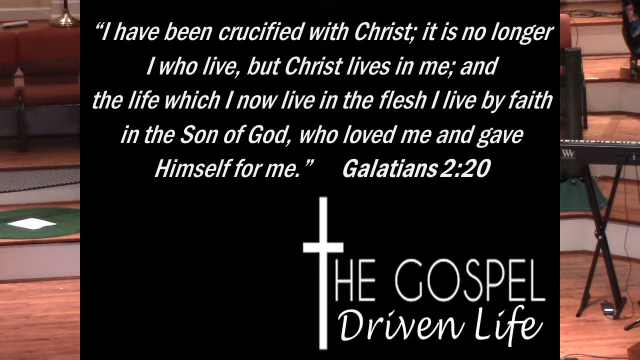 “I have been crucified with Christ; it is no longer
I who live, but Christ lives in me; and
the life which I now live in the flesh I live by faith
in the Son of God, who loved me and gave
Himself for me.” Galatians 2:20
THE GOSPEL
Driven Life